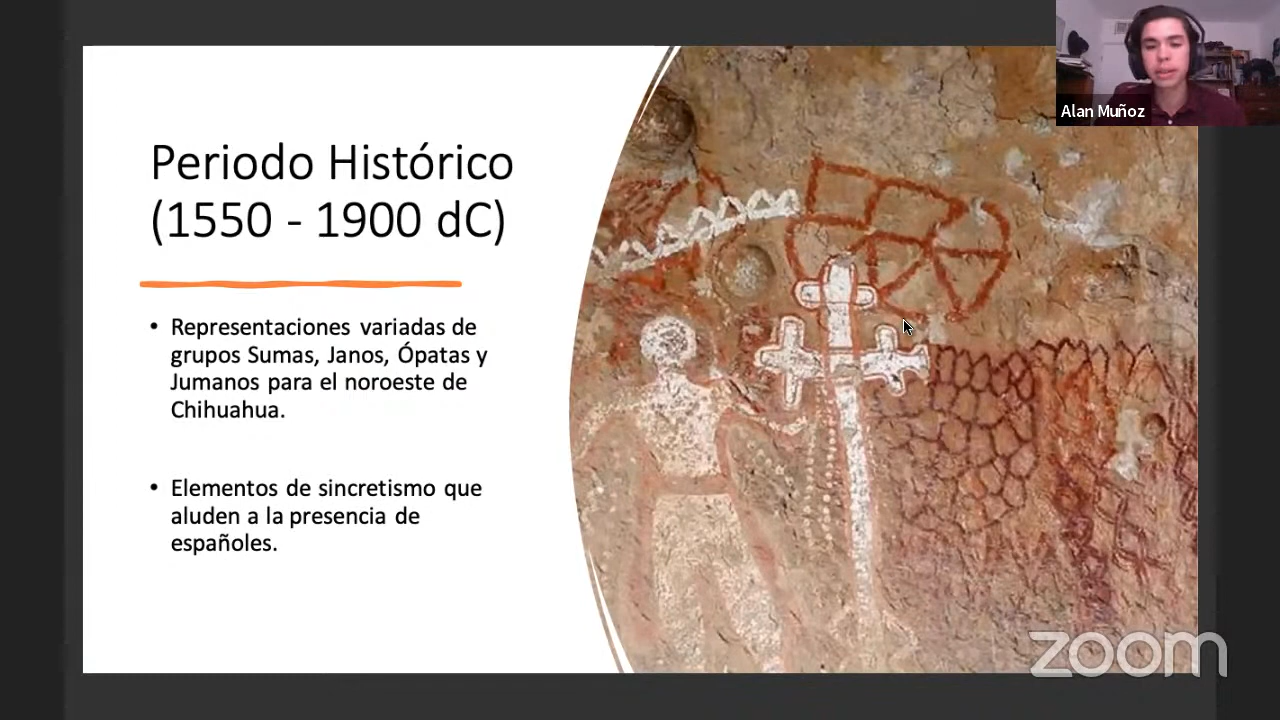 Alan Muñoz
Periodo Histórico
(1550 - 1900 dC)
• Representaciones variadas de
grupos Sumas, Janos, Ópatas y
Jumanos para el noroeste de
Chihuahua.
• Elementos de sincretismo que
aluden a la presencia de
españoles.
zoom